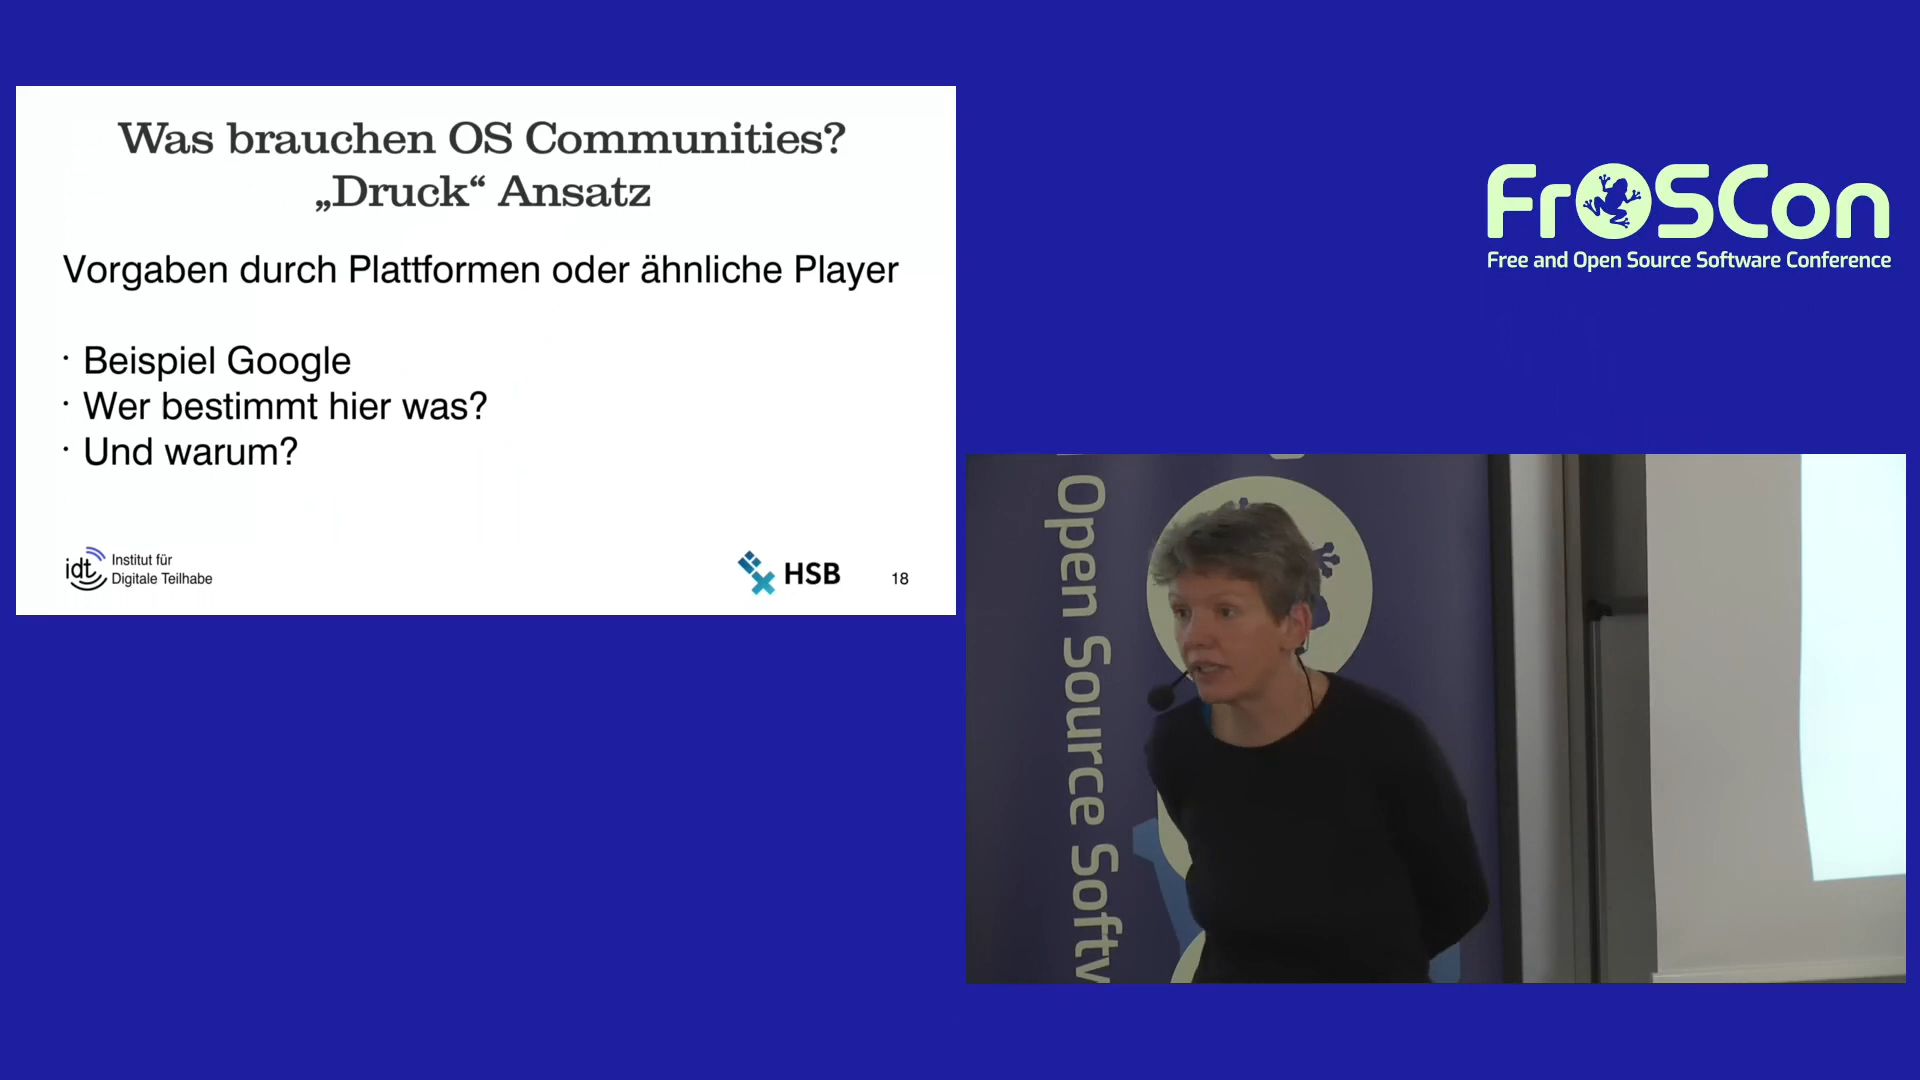 Was brauchen OS Communities?
„Druck“ Ansatz
Vorgaben durch Plattformen oder ähnliche Player
· Beispiel Google
· Wer bestimmt hier was?
· Und warum?
idt Institut für
Digitale Teilhabe
HSB
18
FrOSCon
Free and Open Source Software Conference
Open Source Softw